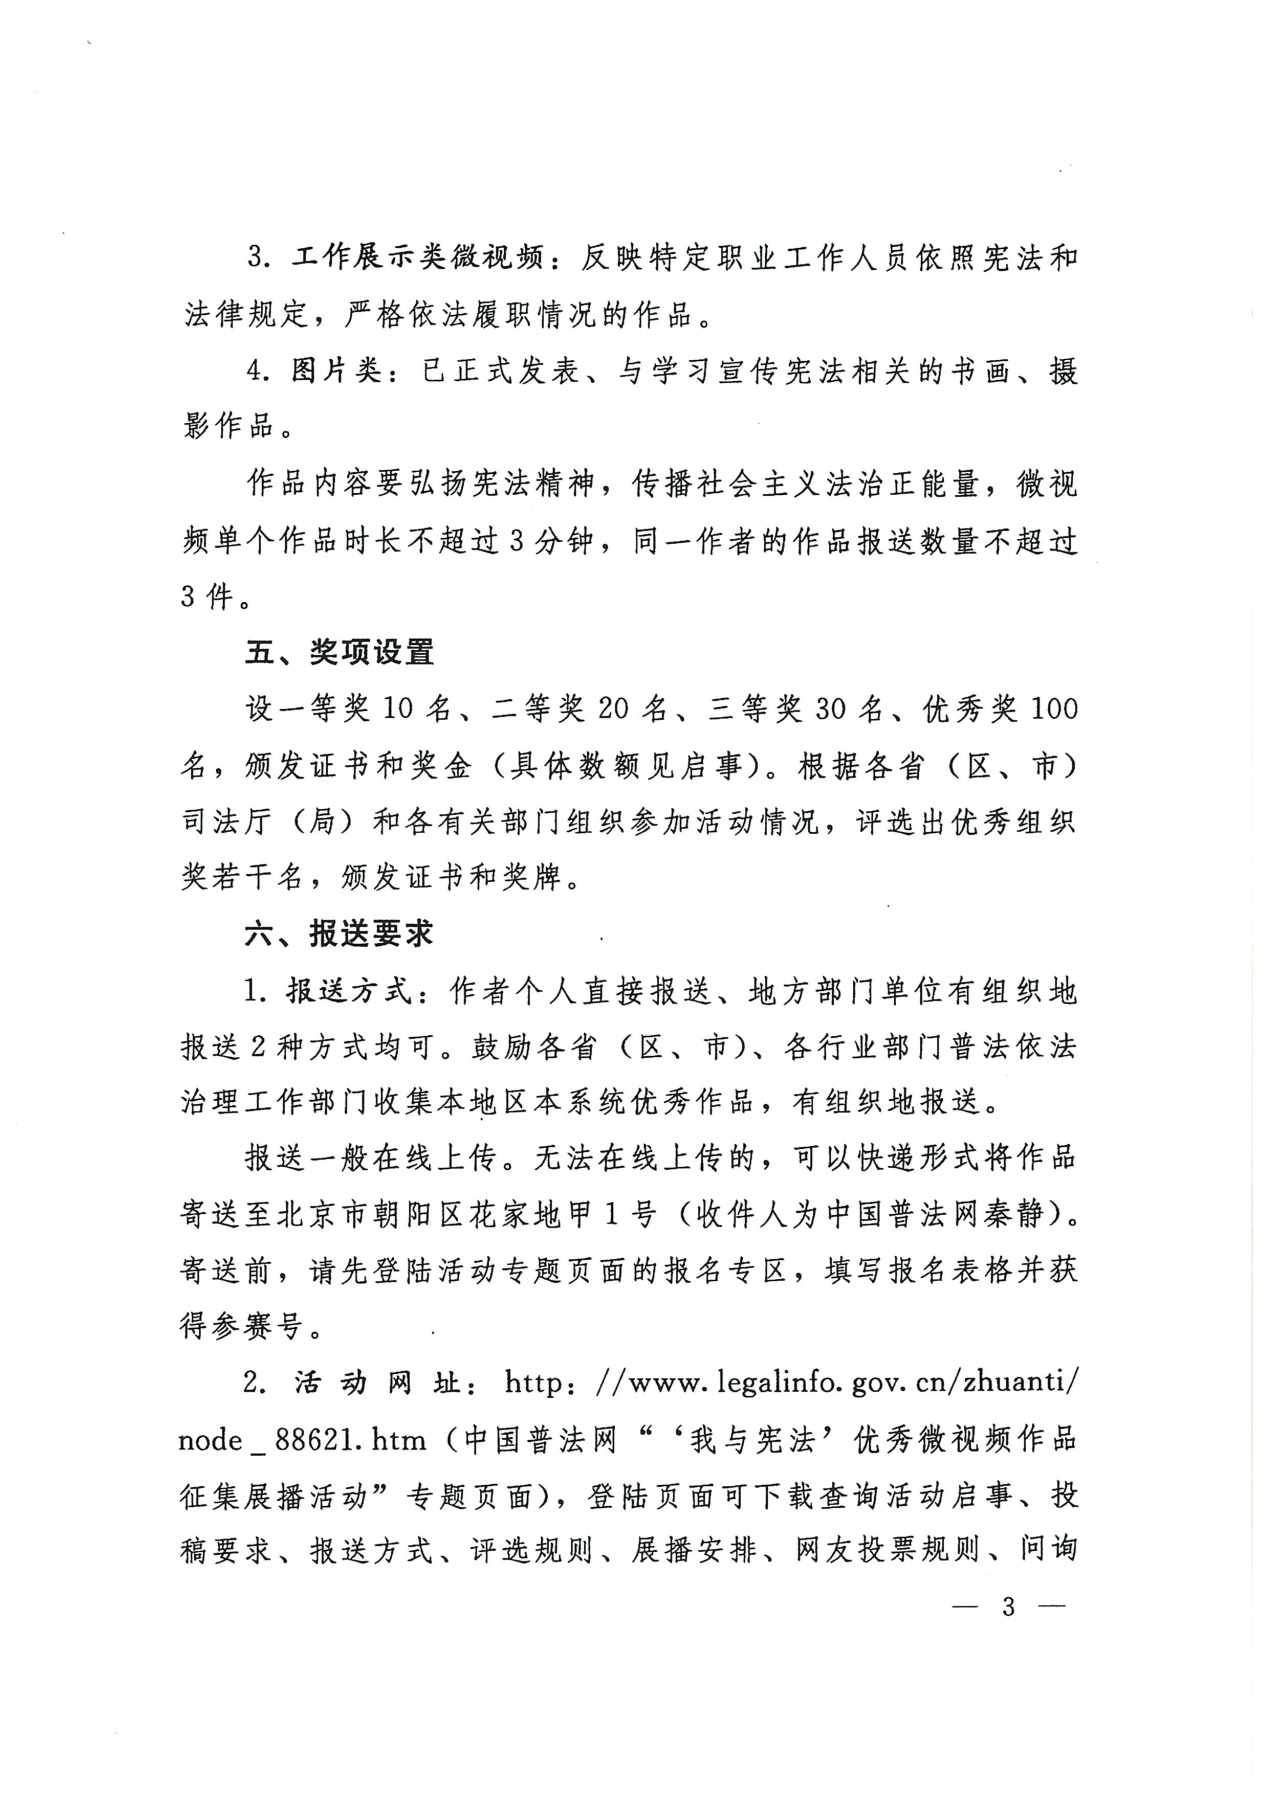 3. 工作展示类微视频：反映特定职业工作人员依照宪法和
法律规定，严格依法履职情况的作品。
4. 图片类：已正式发表、与学习宣传宪法相关的书画、摄
影作品。
作品内容要弘扬宪法精神，传播社会主义法治正能量，微视
频单个作品时长不超过3分钟，同一作者的作品报送数量不超过
3件。
五、奖项设置
设一等奖10名、二等奖20名、三等奖30名、优秀奖100
名，颁发证书和奖金（具体数额见启事）。根据各省（区、市）
司法厅（局）和各有关部门组织参加活动情况，评选出优秀组织
奖若干名，颁发证书和奖牌。
六、报送要求
1. 报送方式：作者个人直接报送、地方部门单位有组织地
报送2种方式均可。鼓励各省（区、市）、各行业部门普法依法
治理工作部门收集本地区本系统优秀作品，有组织地报送。
报送一般在线上传。无法在线上传的，可以快递形式将作品
寄送至北京市朝阳区花家地甲1号（收件人为中国普法网秦静）。
寄送前，请先登陆活动专题页面的报名专区，填写报名表格并获
得参赛号。
2. 活动网址：http：//www.legalinfo.gov.cn/zhuanti/
node_88621.htm（中国普法网“‘我与宪法’优秀微视频作品
征集展播活动”专题页面），登陆页面可下载查询活动启事、投
稿要求、报送方式、评选规则、展播安排、网友投票规则、问询
— 3 —